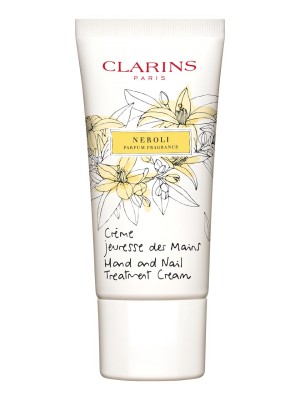 CLARINS
PARIS
NEROLI
PARFUM FRAGRANCE
Crème
Jeunesse des Mains
Hand and Nail
Treatment Cream